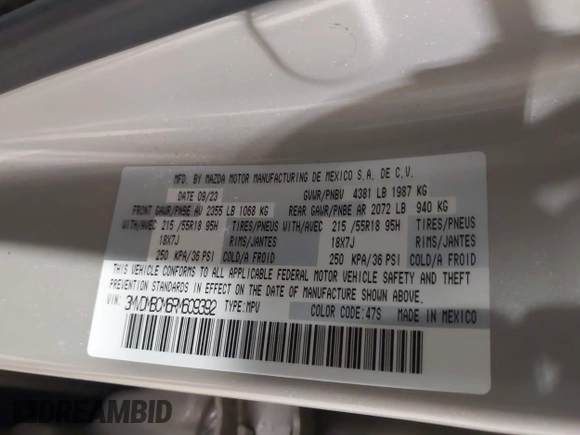 MFD. BY MAZDA MOTOR MANUFACTURING DE MEXICO S.A. DE C.V.
DATE 09/23 GVWR/PNBV 4381 LB 1987 KG
FRONT GAWR/PNBE AV 2355 LB 1068 KG REAR GAWR/PNBE AR 2072 LB 940 KG
WITH/AVEC 215 /55R18 95H TIRES/PNEUS WITH/AVEC 215 /55R18 95H TIRES/PNEUS
18X7J RIMS/JANTES 18X7J RIMS/JANTES
250 KPA/36 PSI COLD/A FROID 250 KPA/36 PSI COLD/A FROID
THIS VEHICLE CONFORMS TO ALL APPLICABLE FEDERAL MOTOR VEHICLE SAFETY AND THEFT
PREVENTION STANDARDS IN EFFECT ON THE DATE OF MANUFACTURE SHOWN ABOVE.
VIN: TYPE: MPV COLOR CODE: 47S MADE IN MEXICO
DREAMBID